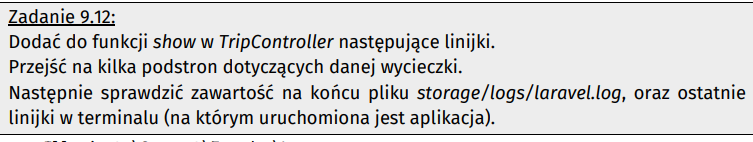 Zadanie 9.12:
Dodać do funkcji show w TripController następujące linijki.
Przejść na kilka podstron dotyczących danej wycieczki.
Następnie sprawdzić zawartość na końcu pliku storage/logs/laravel.log, oraz ostatnie
linijki w terminalu (na którym uruchomiona jest aplikacja).